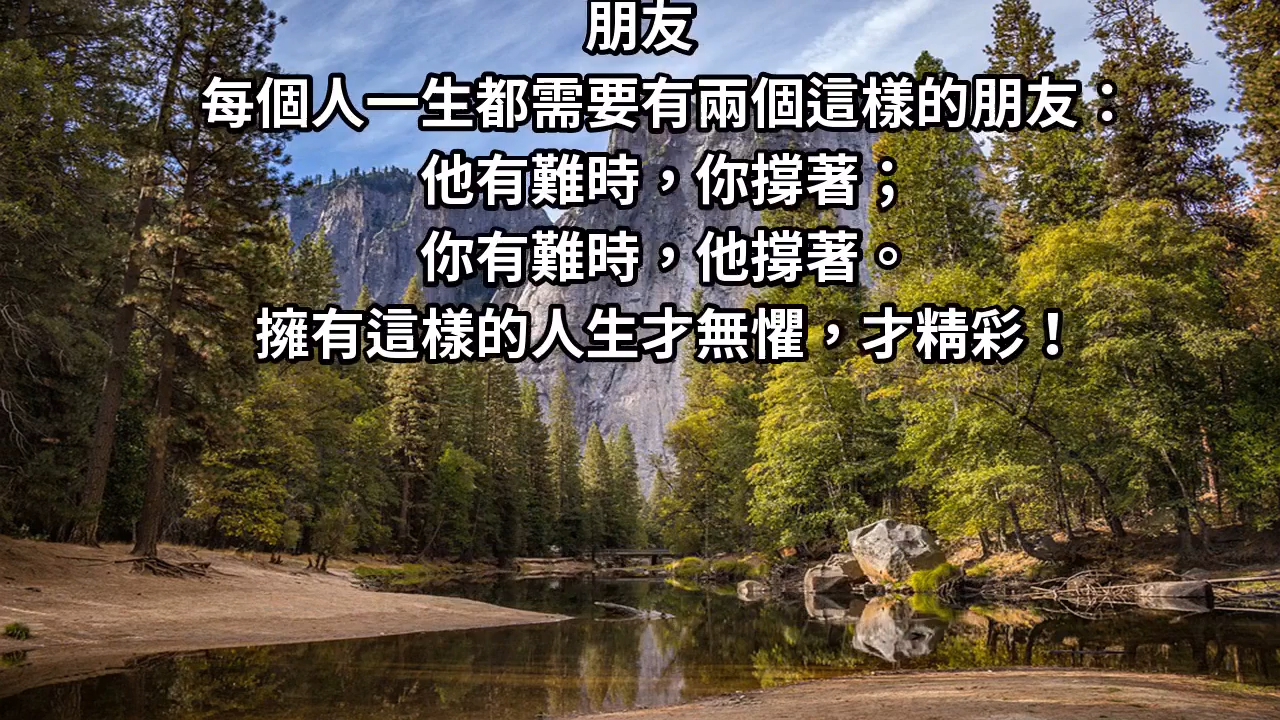 朋友
每個人一生都需要有兩個這樣的朋友：
他有難時，你撐著；
你有難時，他撐著。
擁有這樣的人生才無懼，才精彩！